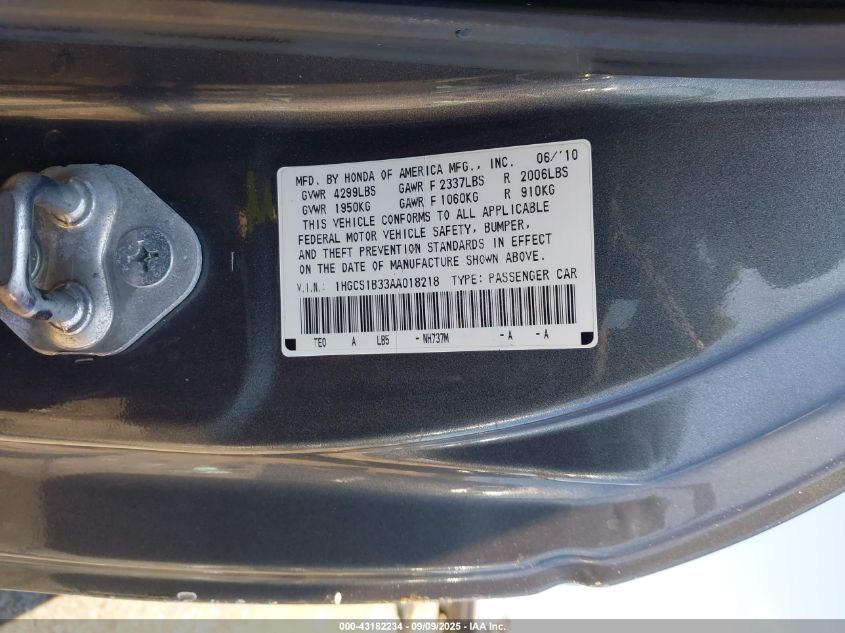 MFD. BY HONDA OF AMERICA MFG., INC. 06/'10
GVWR 4299LBS GAWR F 2337LBS R 2006LBS
GVWR 1950KG GAWR F 1060KG R 910KG
THIS VEHICLE CONFORMS TO ALL APPLICABLE
FEDERAL MOTOR VEHICLE SAFETY, BUMPER,
AND THEFT PREVENTION STANDARDS IN EFFECT
ON THE DATE OF MANUFACTURE SHOWN ABOVE.
V.I.N.: 1HGCS1B33AA018218 TYPE: PASSENGER CAR
TE0 A LB5 - NH737M - A - A
000-43182234 - 09/09/2025 - IAA Inc.